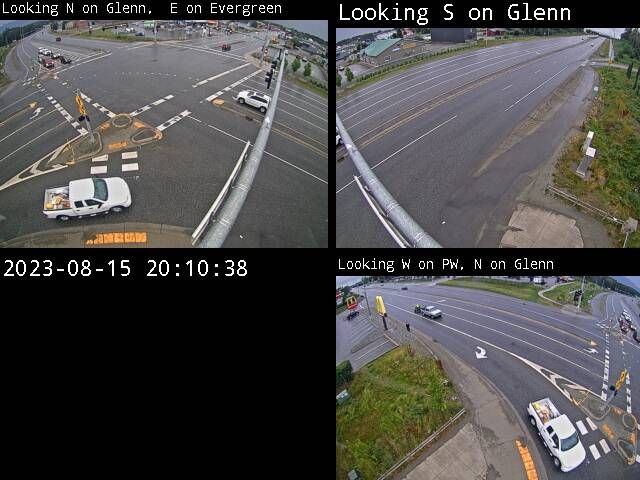 Looking N on Glenn,  E on Evergreen
Looking S on Glenn
2023-08-15 20:10:38
Looking W on PW, N on Glenn